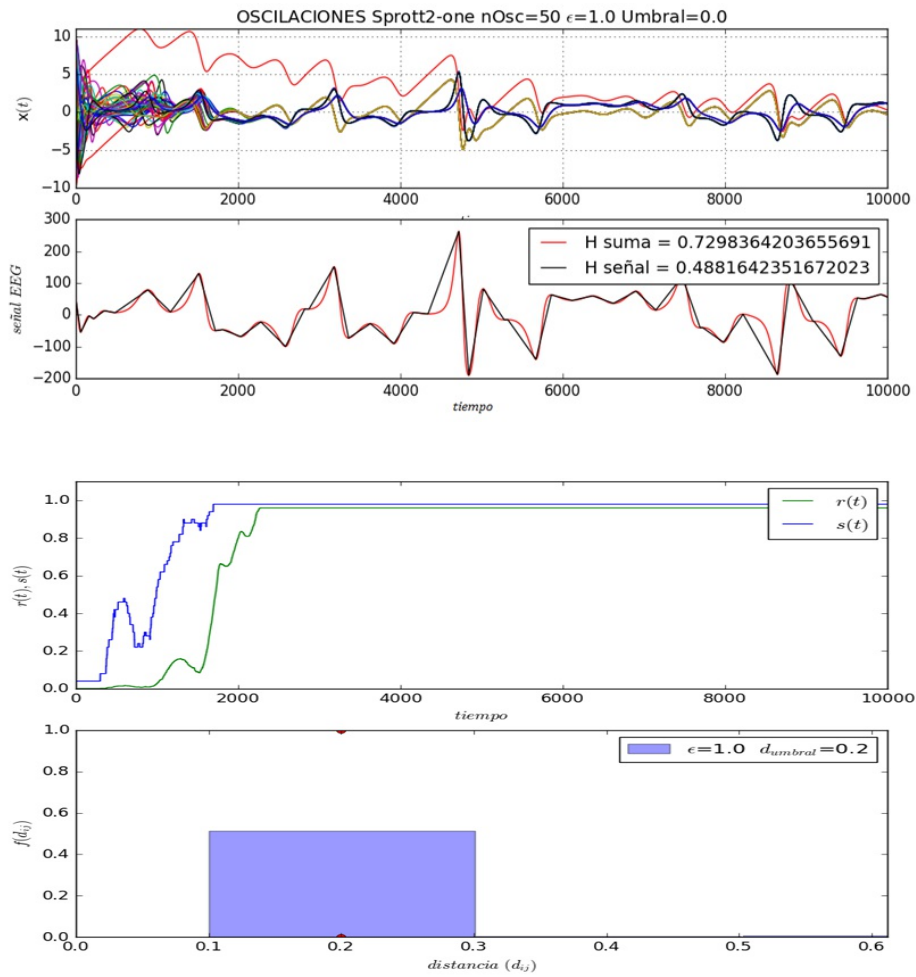 OSCILACIONES Sprott2-one nOsc=50 ϵ=1.0 Umbral=0.0
10
5
0
−5
−10
x(t)
0 2000 4000 6000 8000 10000
300
200
100
0
−100
−200
señal EEG
H suma = 0.7298364203655691
H señal = 0.4881642351672023
0 2000 4000 6000 8000 10000
tiempo
1.0
0.8
0.6
0.4
0.2
0.0
r(t), s(t)
r(t)
s(t)
0 2000 4000 6000 8000 10000
tiempo
1.0
0.8
0.6
0.4
0.2
0.0
f(d_ij)
ϵ=1.0 d_umbral=0.2
0.0 0.1 0.2 0.3 0.4 0.5 0.6
distancia (d_ij)